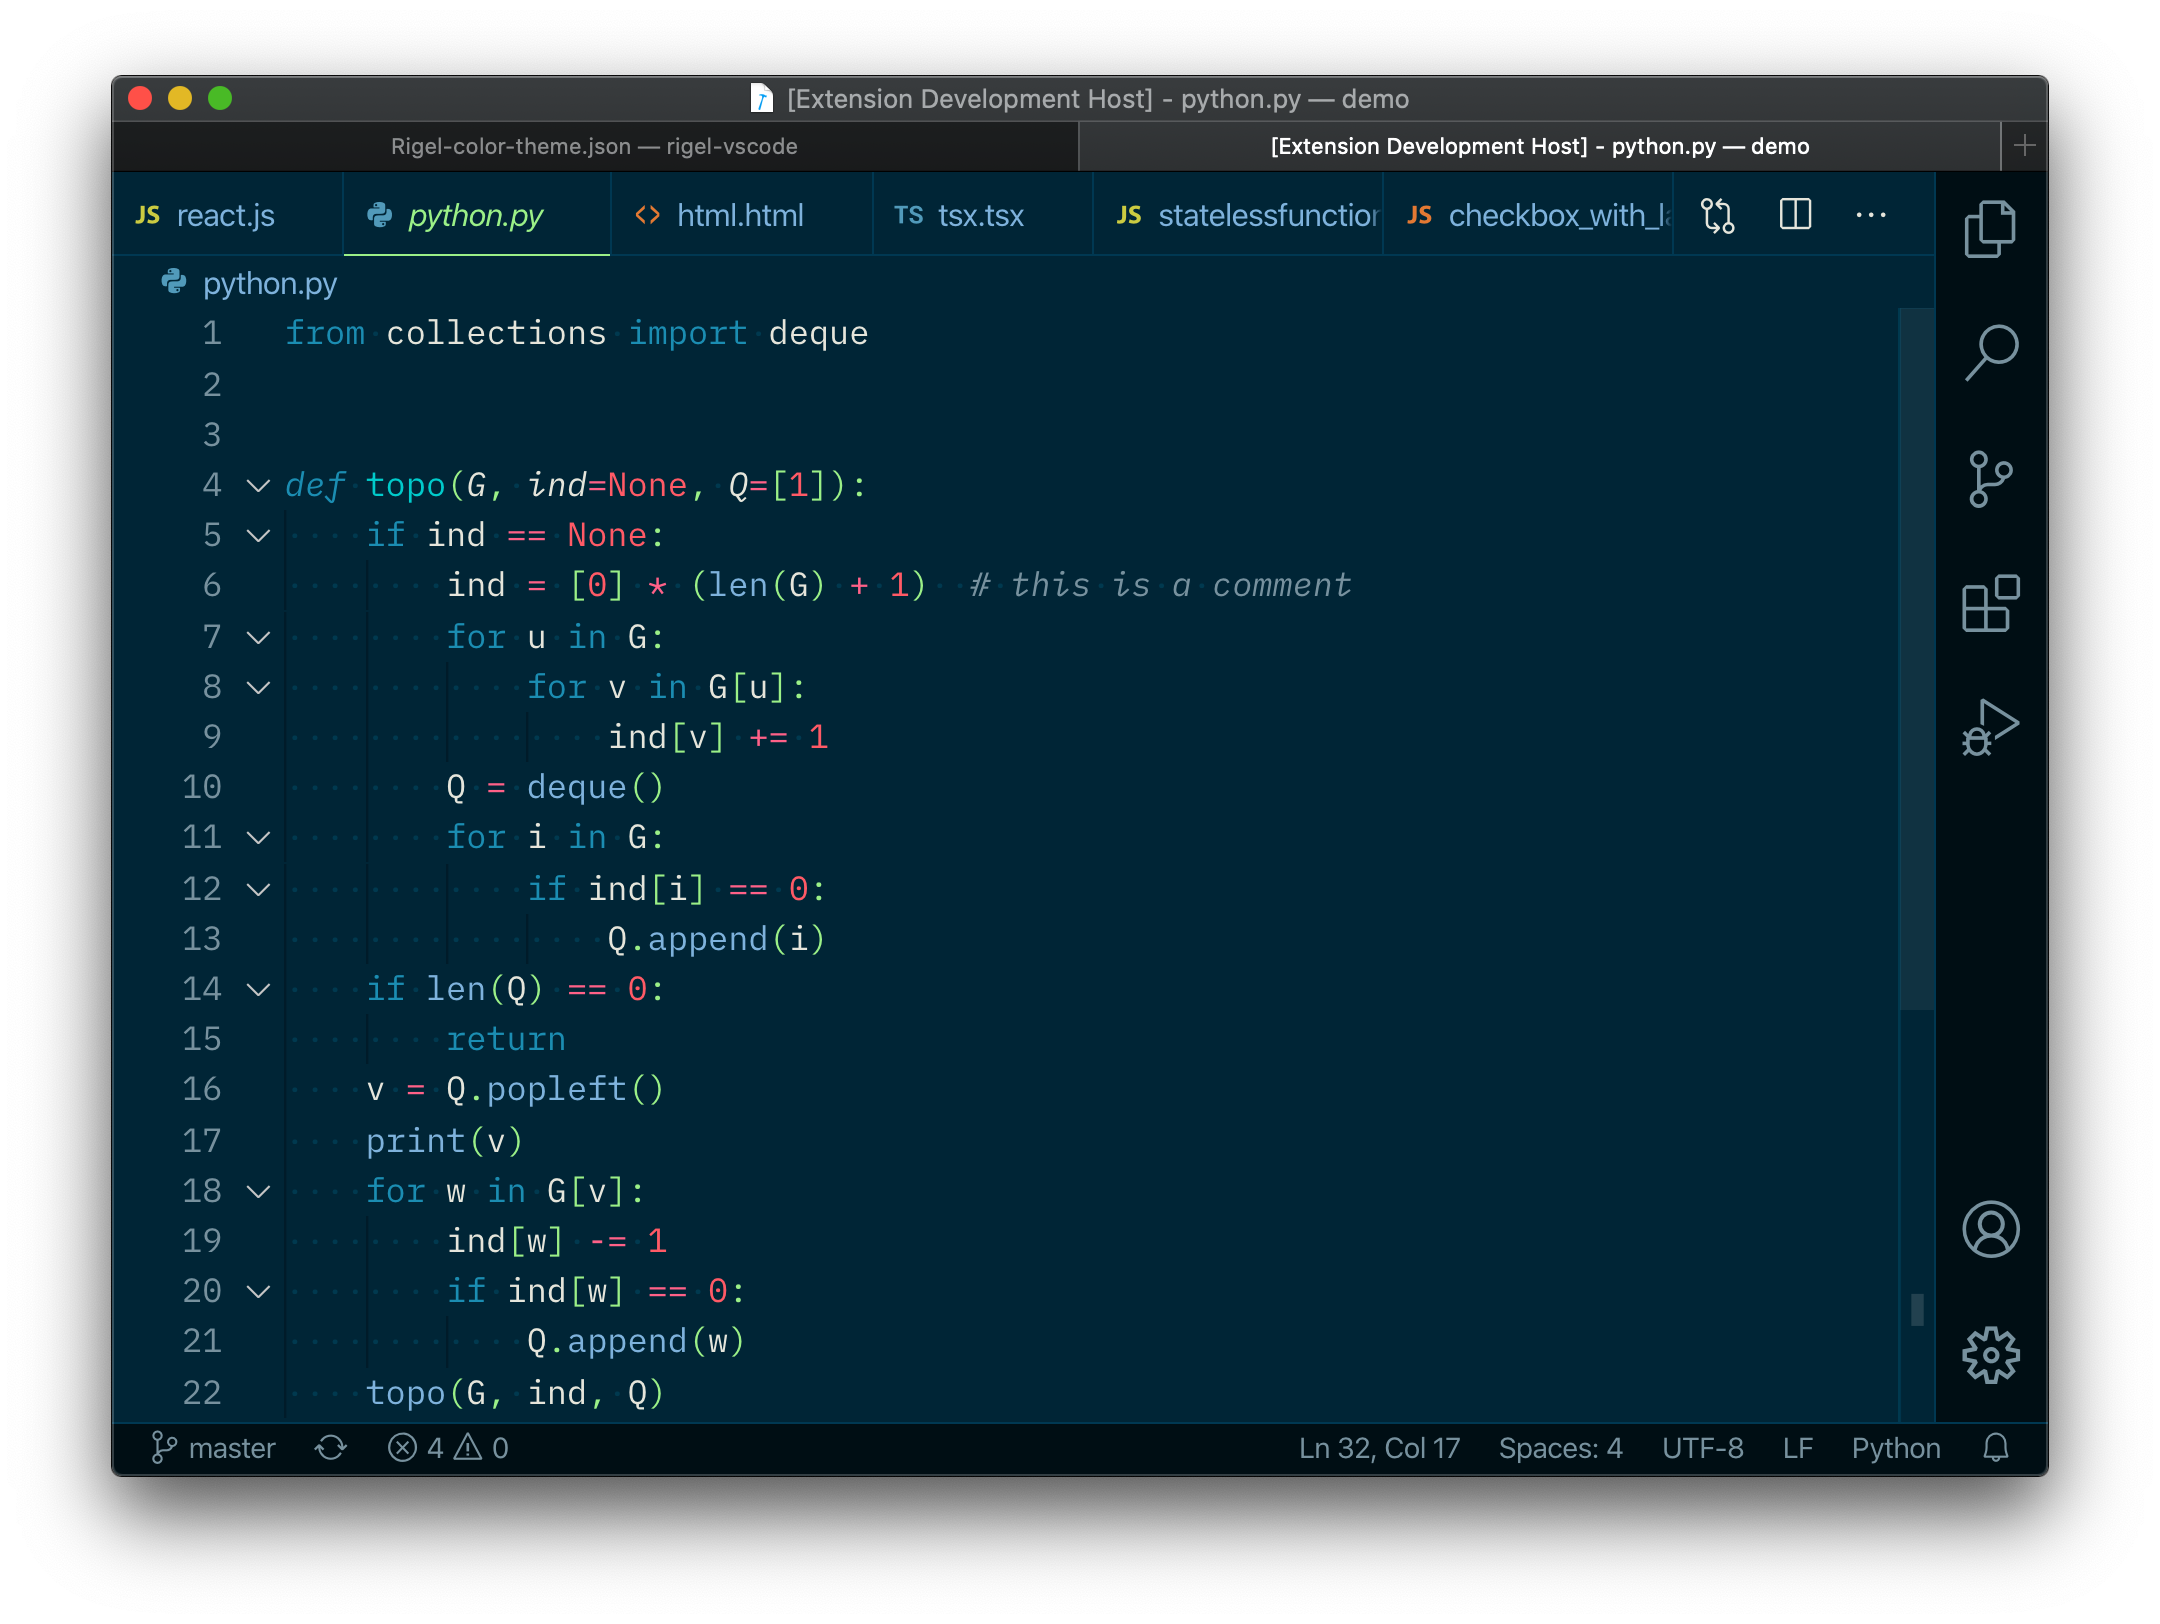 [Extension Development Host] - python.py — demo
Rigel-color-theme.json — rigel-vscode
[Extension Development Host] - python.py — demo
JS react.js
python.py
<> html.html
TS tsx.tsx
JS statelessfunction
JS checkbox_with_la
python.py
1 from collections import deque
2
3
4 def topo(G, ind=None, Q=[1]):
5     if ind == None:
6         ind = [0] * (len(G) + 1)  # this is a comment
7         for u in G:
8             for v in G[u]:
9                 ind[v] += 1
10         Q = deque()
11         for i in G:
12             if ind[i] == 0:
13                 Q.append(i)
14     if len(Q) == 0:
15         return
16     v = Q.popleft()
17     print(v)
18     for w in G[v]:
19         ind[w] -= 1
20         if ind[w] == 0:
21             Q.append(w)
22     topo(G, ind, Q)
master 4 0 Ln 32, Col 17 Spaces: 4 UTF-8 LF Python